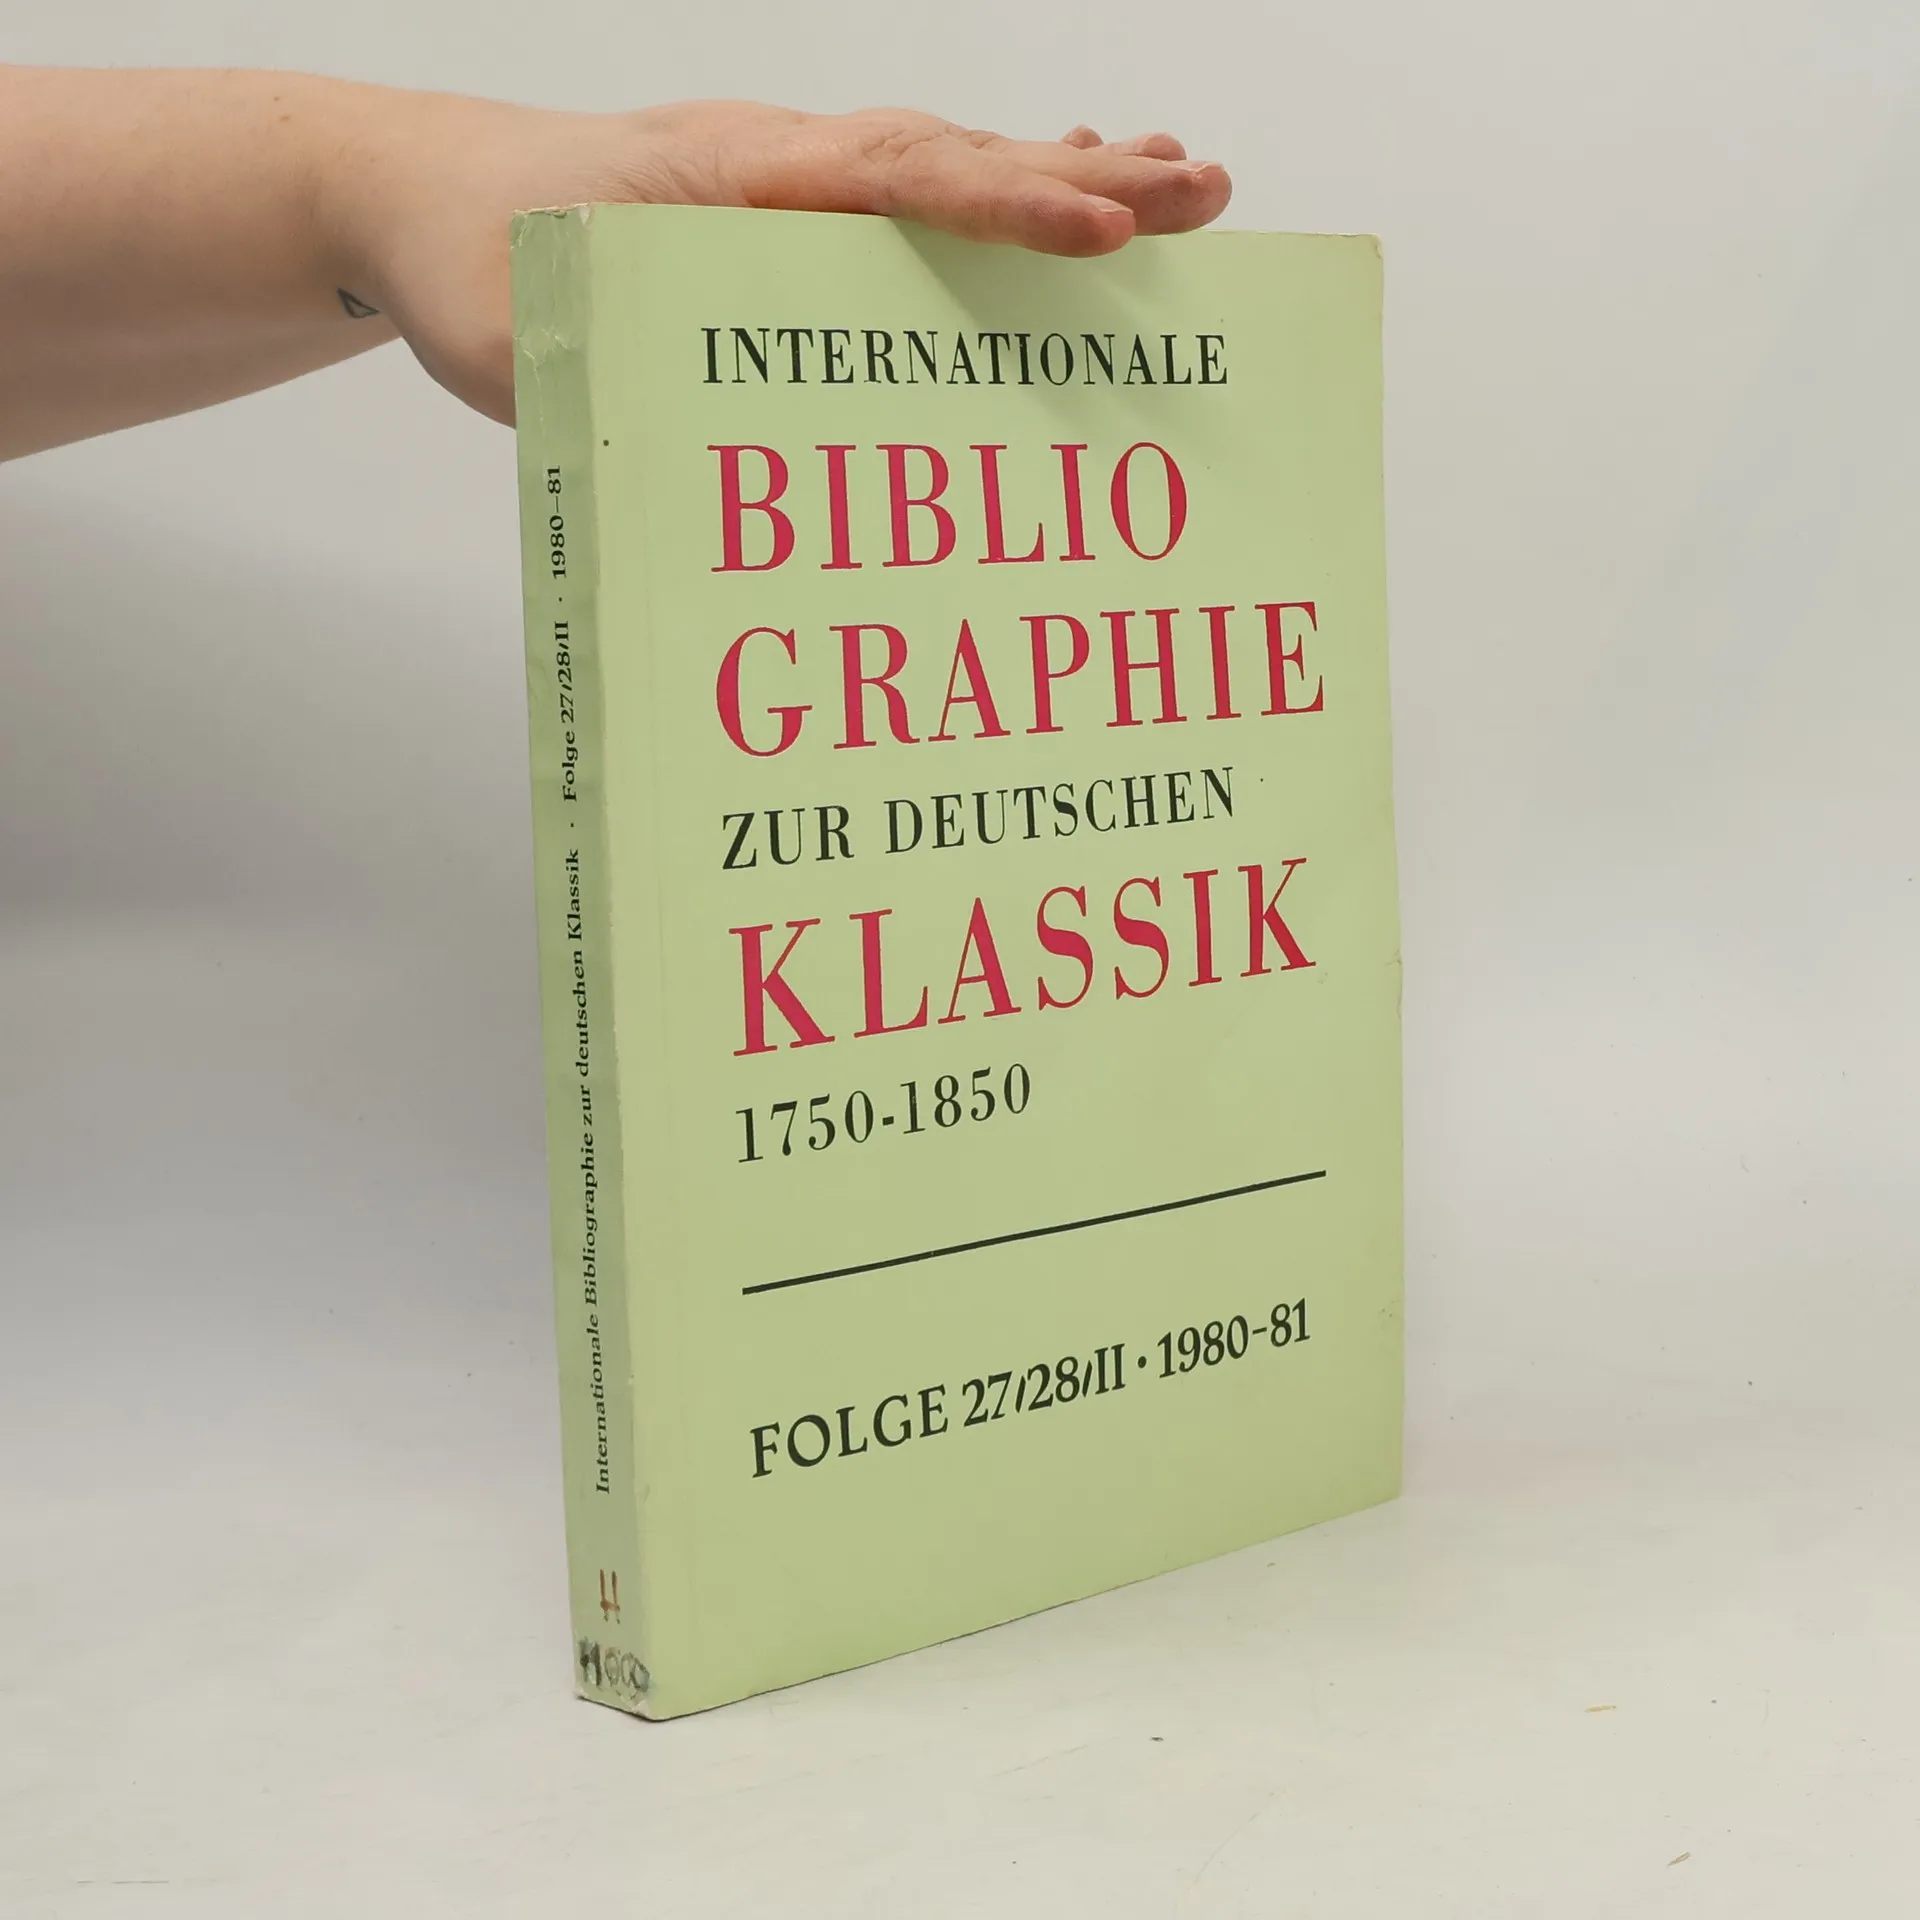 INTERNATIONALE
BIBLIO
GRAPHIE
ZUR DEUTSCHEN
KLASSIK
1750-1850
FOLGE 27/28/II · 1980-81
Internationale Bibliographie zur deutschen Klassik · Folge 27/28/II · 1980–81